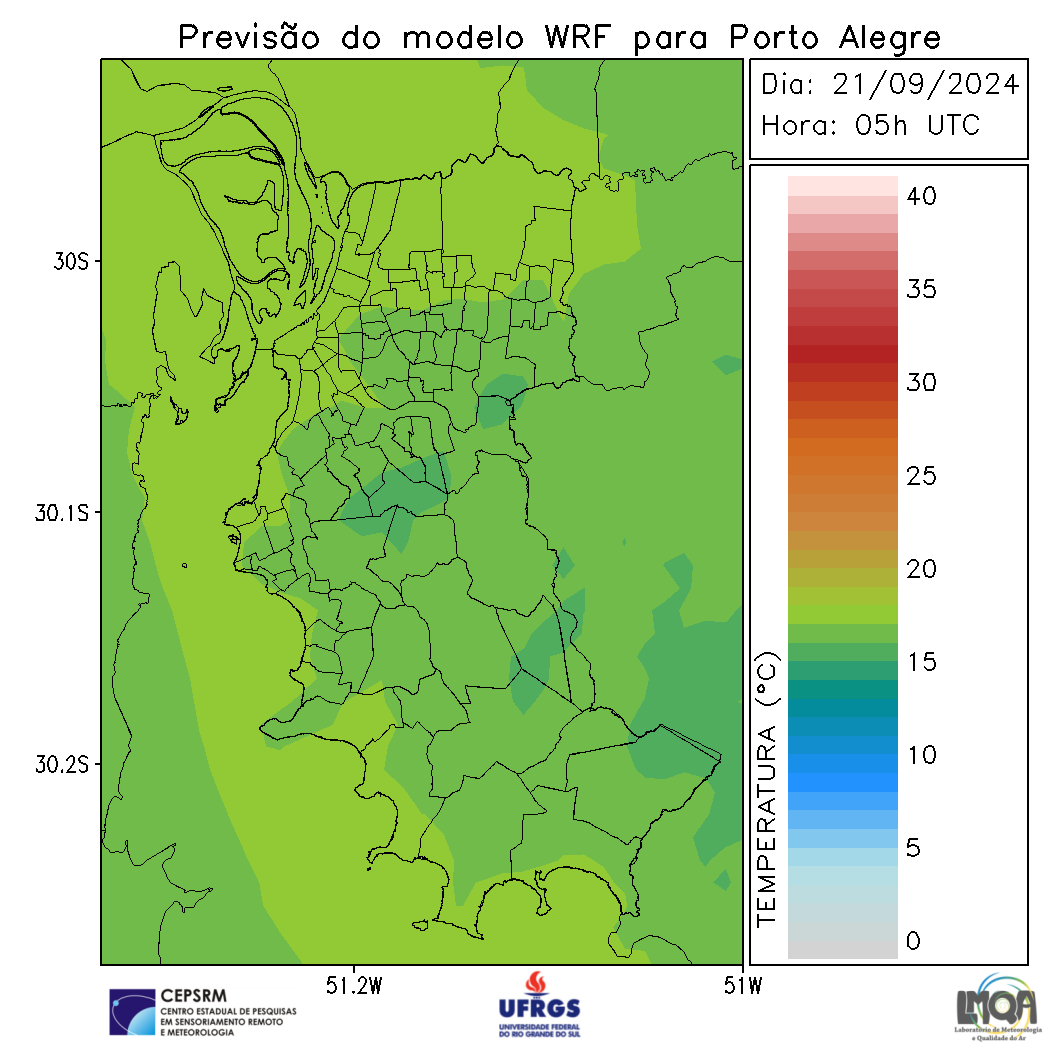 Previsão do modelo WRF para Porto Alegre
Dia: 21/09/2024
Hora: 05h UTC
40
35
30
25
20
15
10
5
0
TEMPERATURA (°C)
30S
30.1S
30.2S
51.2W
51W
CEPSRM
CENTRO ESTADUAL DE PESQUISAS
EM SENSORIAMENTO REMOTO
E METEOROLOGIA
UFRGS
UNIVERSIDADE FEDERAL
DO RIO GRANDE DO SUL
LMQA
Laboratório de Meteorologia
e Qualidade do Ar